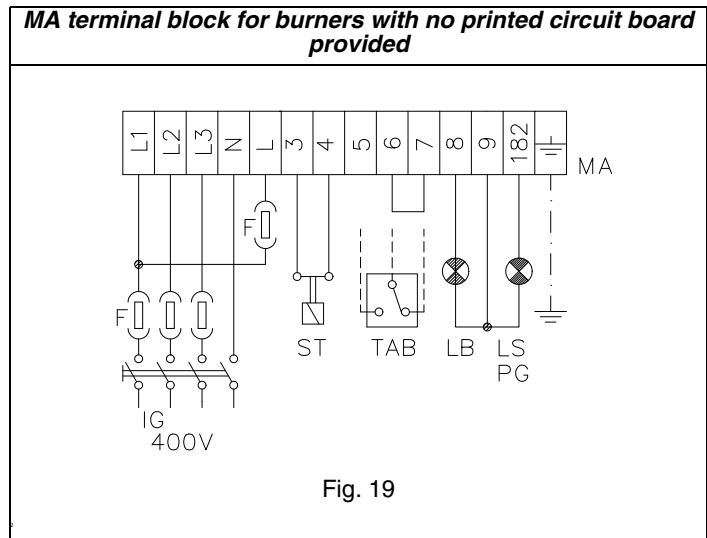 MA terminal block for burners with no printed circuit board
provided
L1 L2 L3 N L 3 4 5 6 7 8 9 182
MA
F
F
ST TAB LB LS
PG
IG
400V
Fig. 19